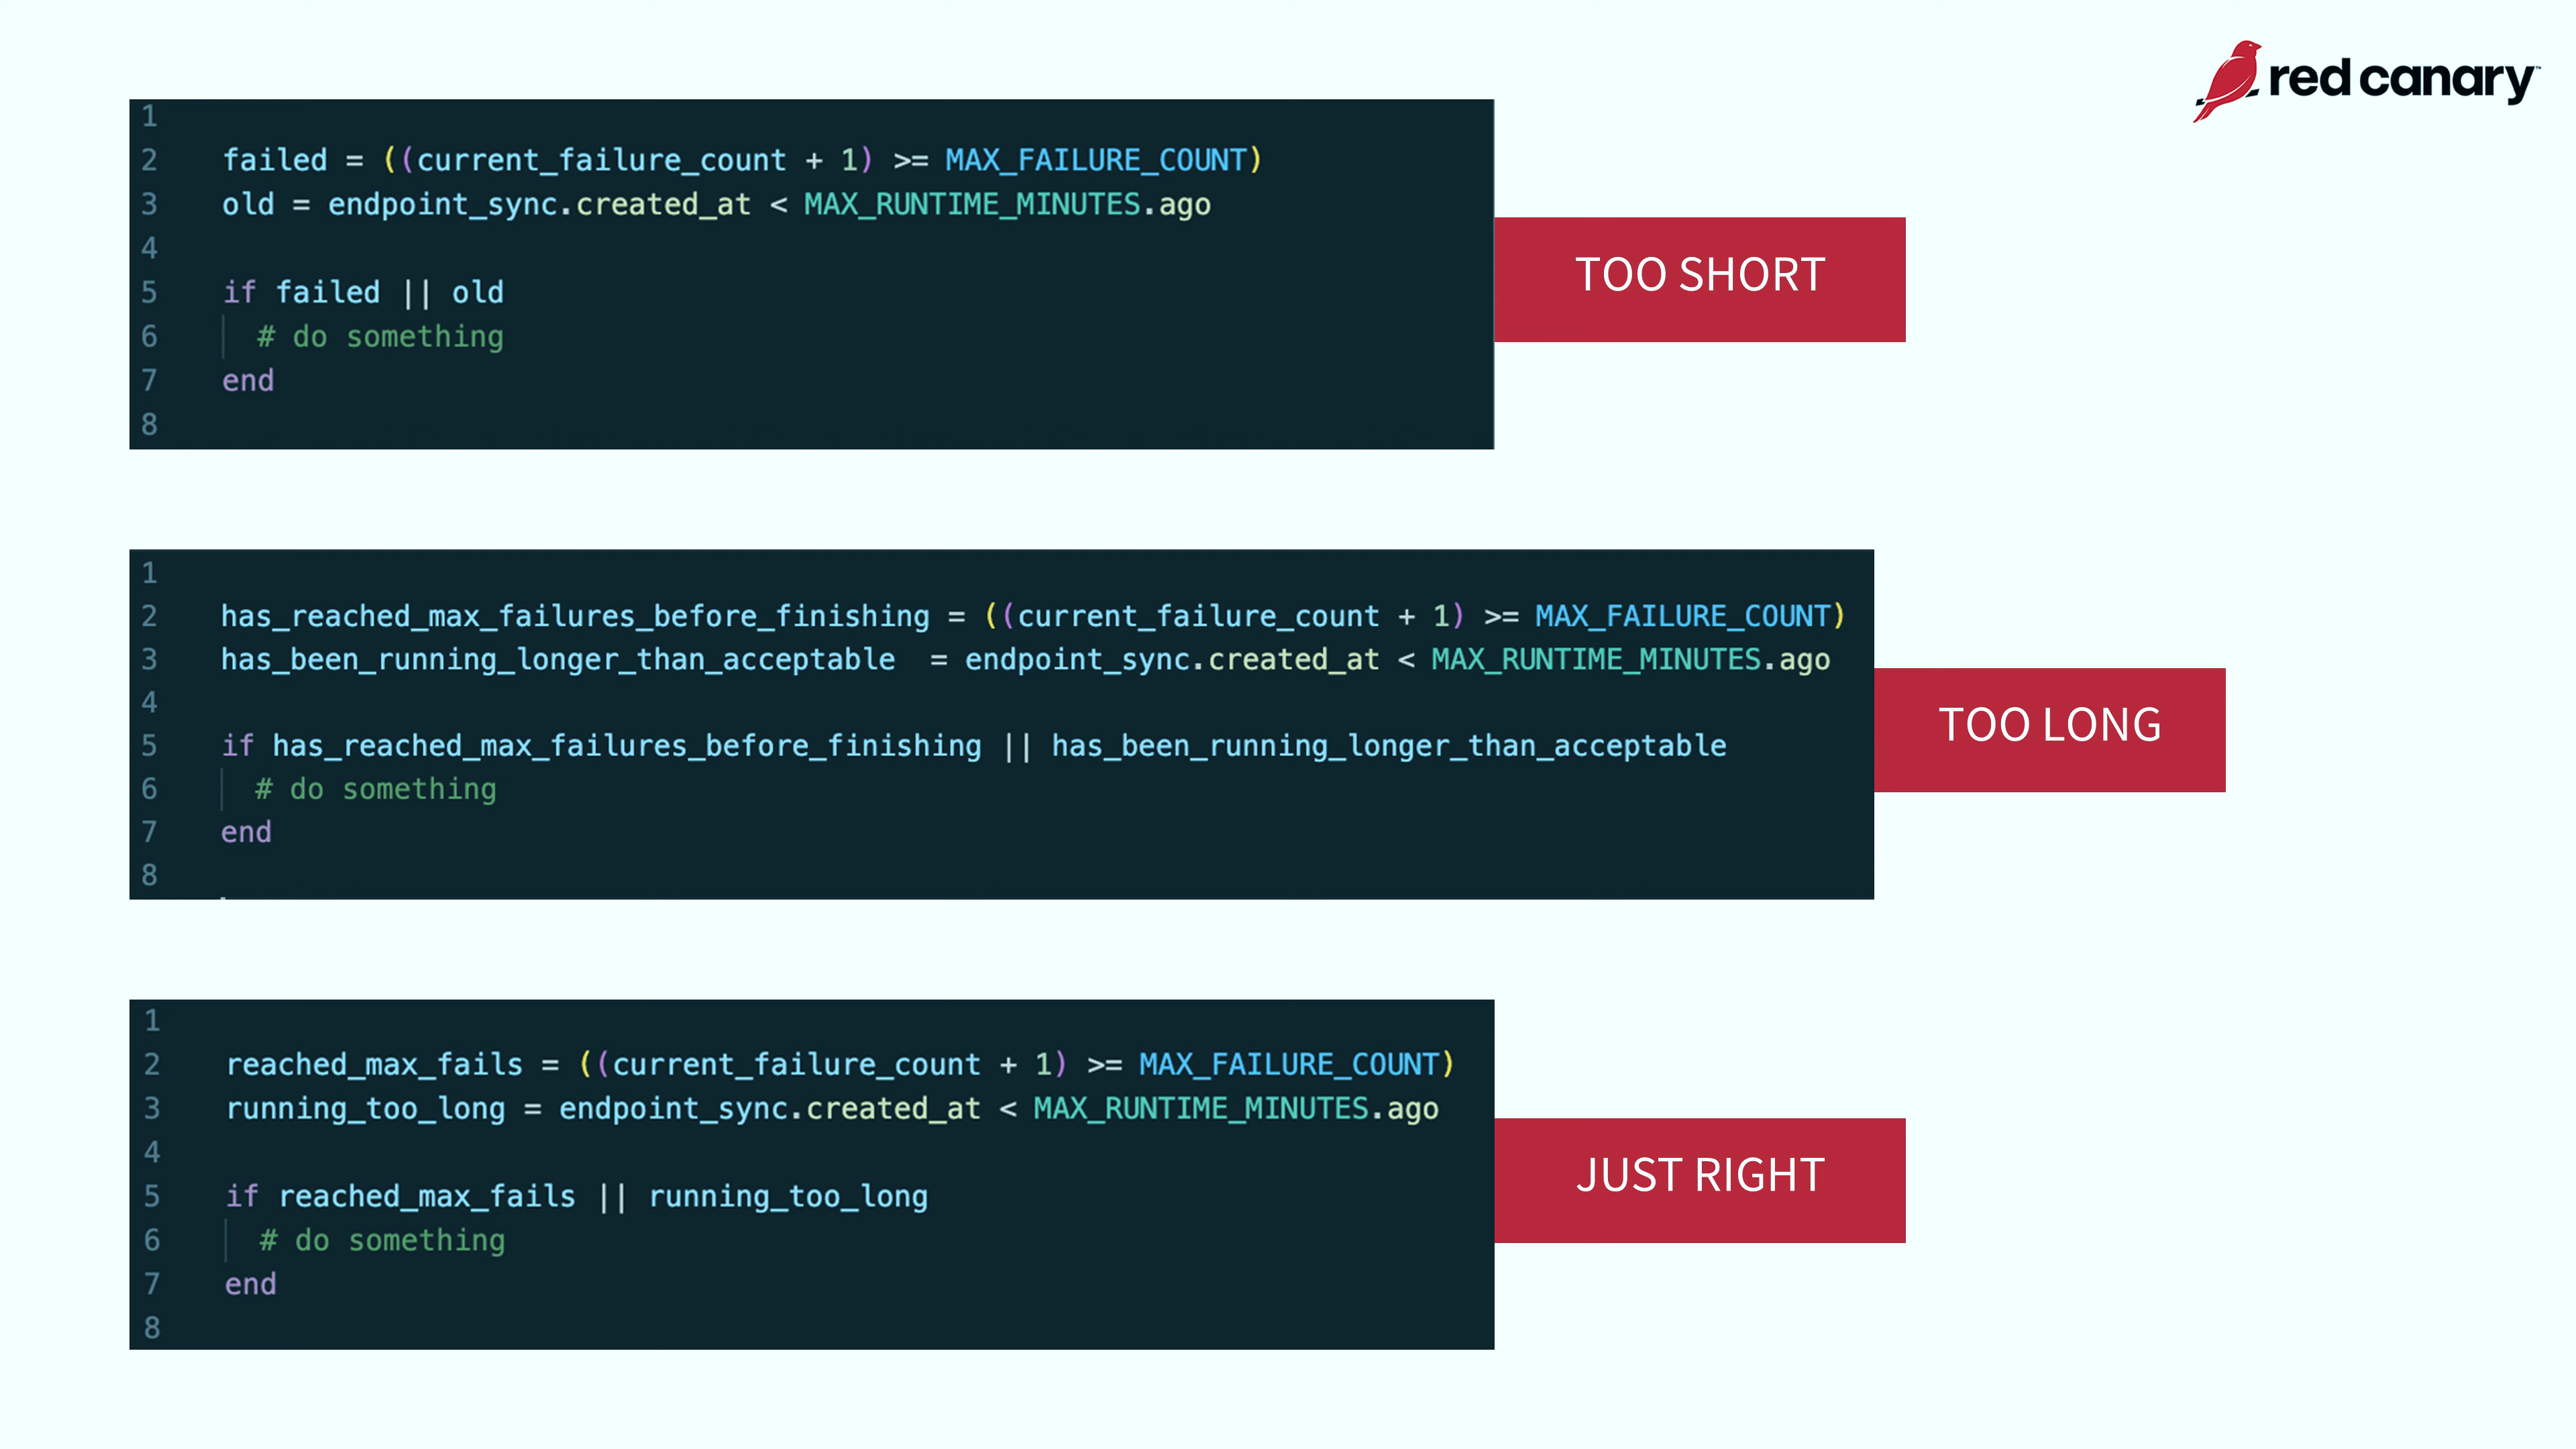 red canary™
1
2 failed = ((current_failure_count + 1) >= MAX_FAILURE_COUNT)
3 old = endpoint_sync.created_at < MAX_RUNTIME_MINUTES.ago
4
5 if failed || old
6 # do something
7 end
8
TOO SHORT
1
2 has_reached_max_failures_before_finishing = ((current_failure_count + 1) >= MAX_FAILURE_COUNT)
3 has_been_running_longer_than_acceptable  = endpoint_sync.created_at < MAX_RUNTIME_MINUTES.ago
4
5 if has_reached_max_failures_before_finishing || has_been_running_longer_than_acceptable
6 # do something
7 end
8
TOO LONG
1
2 reached_max_fails = ((current_failure_count + 1) >= MAX_FAILURE_COUNT)
3 running_too_long = endpoint_sync.created_at < MAX_RUNTIME_MINUTES.ago
4
5 if reached_max_fails || running_too_long
6 # do something
7 end
8
JUST RIGHT